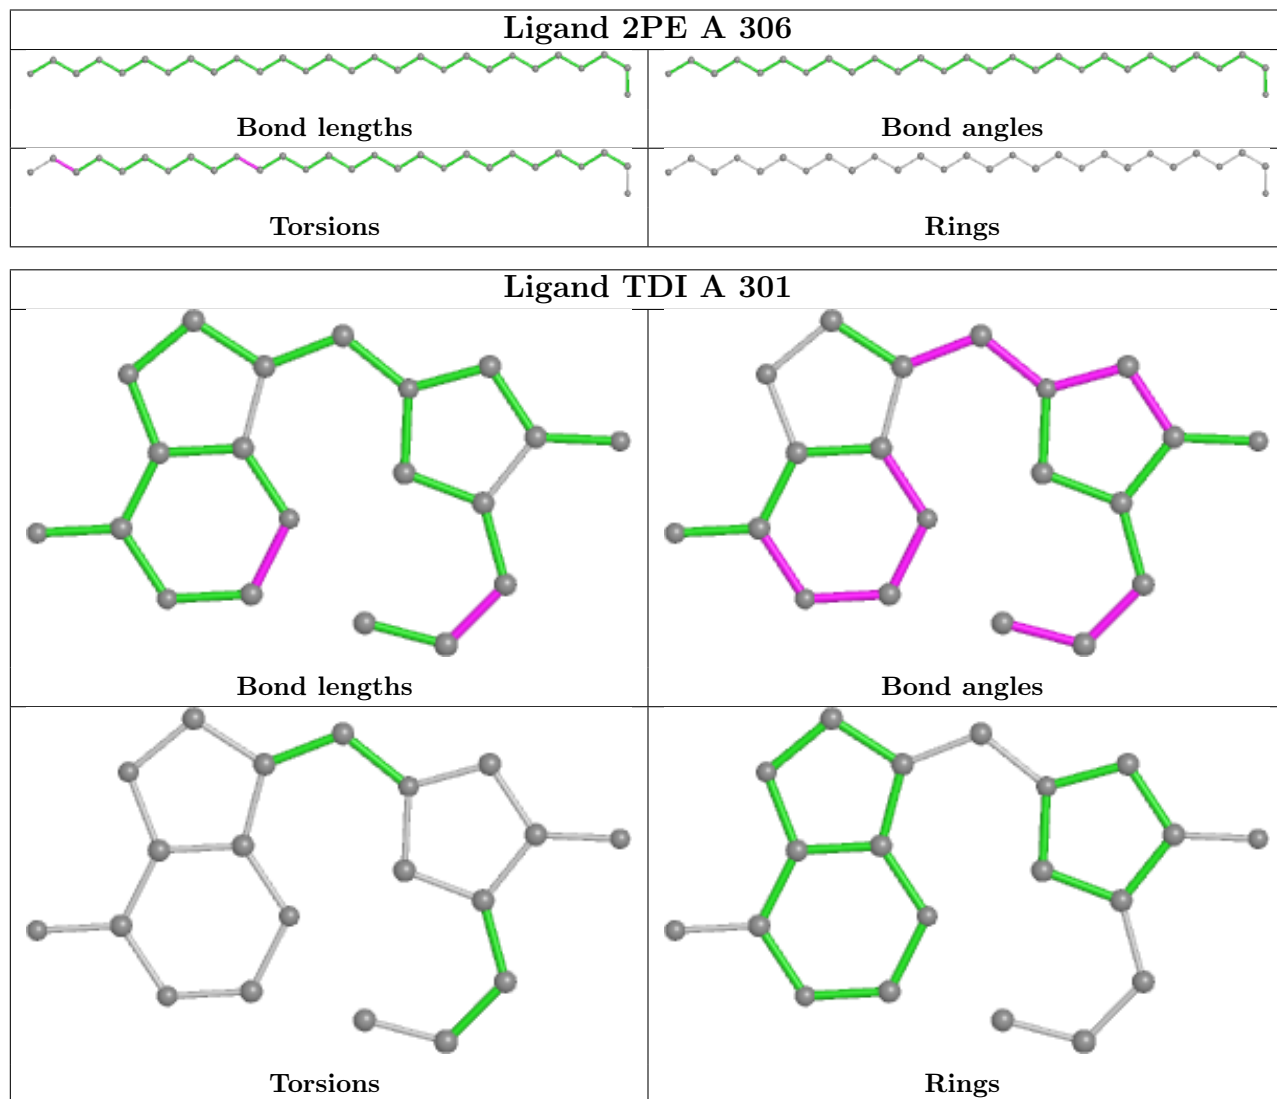 Ligand 2PE A 306
Bond lengths
Bond angles
Torsions
Rings
Ligand TDI A 301
Bond lengths
Bond angles
Torsions
Rings